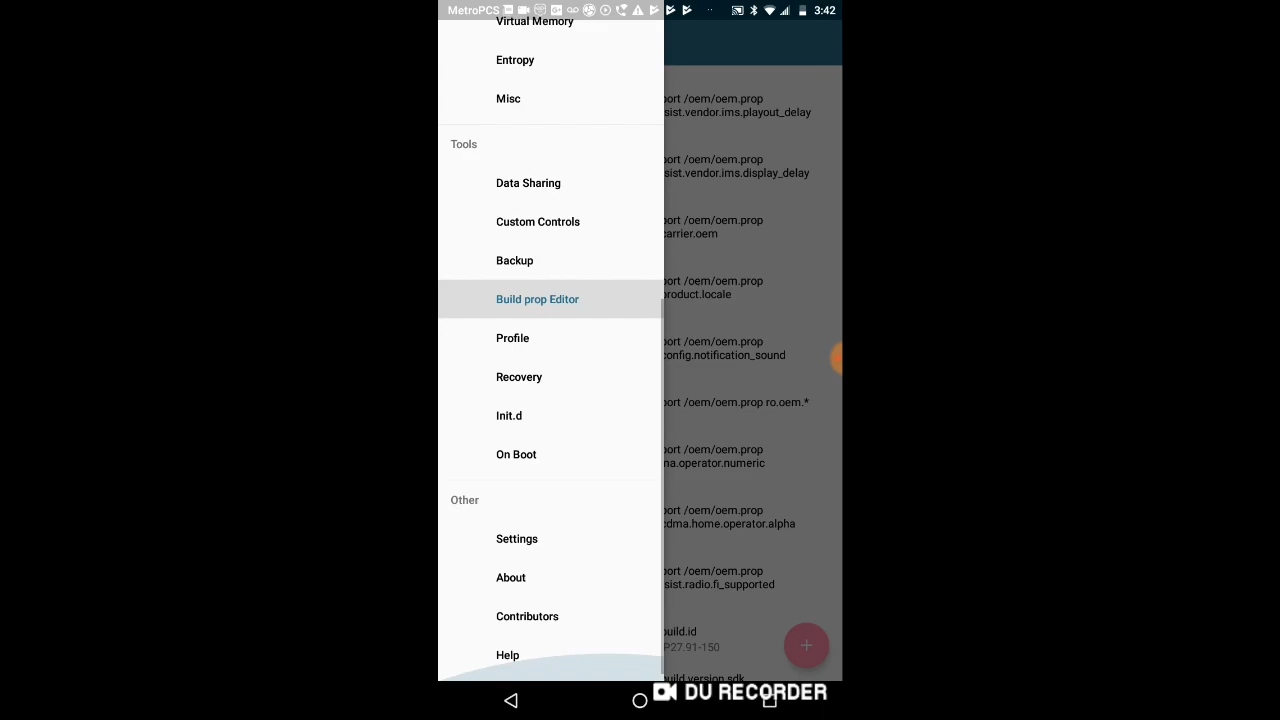 MetroPCS 3:42
Virtual Memory
Entropy
Misc
Tools
Data Sharing
Custom Controls
Backup
Build prop Editor
Profile
Recovery
Init.d
On Boot
Other
Settings
About
Contributors
Help
ort /oem/oem.prop
sist.vendor.ims.playout_delay
ort /oem/oem.prop
sist.vendor.ims.display_delay
ort /oem/oem.prop
carrier.oem
ort /oem/oem.prop
product.locale
ort /oem/oem.prop
config.notification_sound
ort /oem/oem.prop ro.oem.*
ort /oem/oem.prop
ma.operator.numeric
ort /oem/oem.prop
cdma.home.operator.alpha
ort /oem/oem.prop
sist.radio.fi_supported
build.id
P27.91-150
build.version.sdk
DU RECORDER